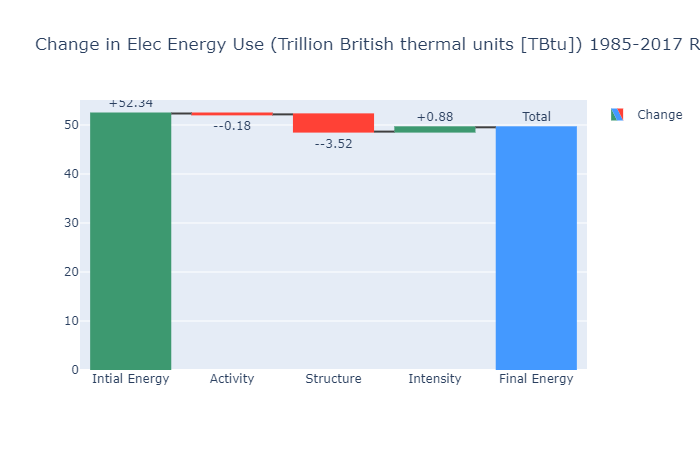 Change in Elec Energy Use (Trillion British thermal units [TBtu]) 1985-2017 R
+52.34
--0.18
--3.52
+0.88
Total
Change
50
40
30
20
10
0
Intial Energy
Activity
Structure
Intensity
Final Energy